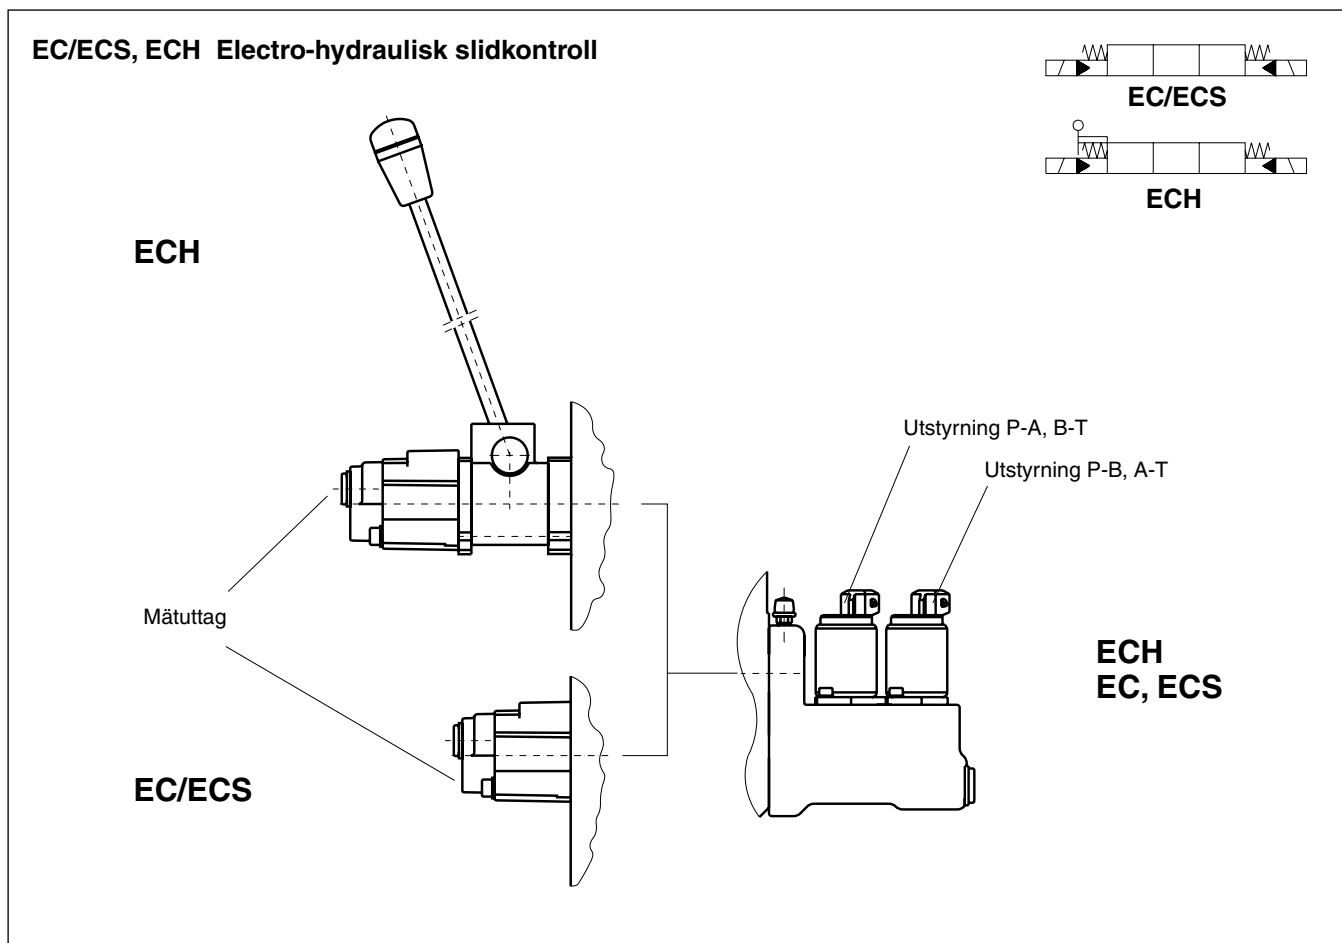 EC/ECS, ECH Electro-hydraulisk slidkontroll
EC/ECS
ECH
ECH
Utstyrning P-A, B-T
Utstyrning P-B, A-T
Mätuttag
ECH
EC, ECS
EC/ECS